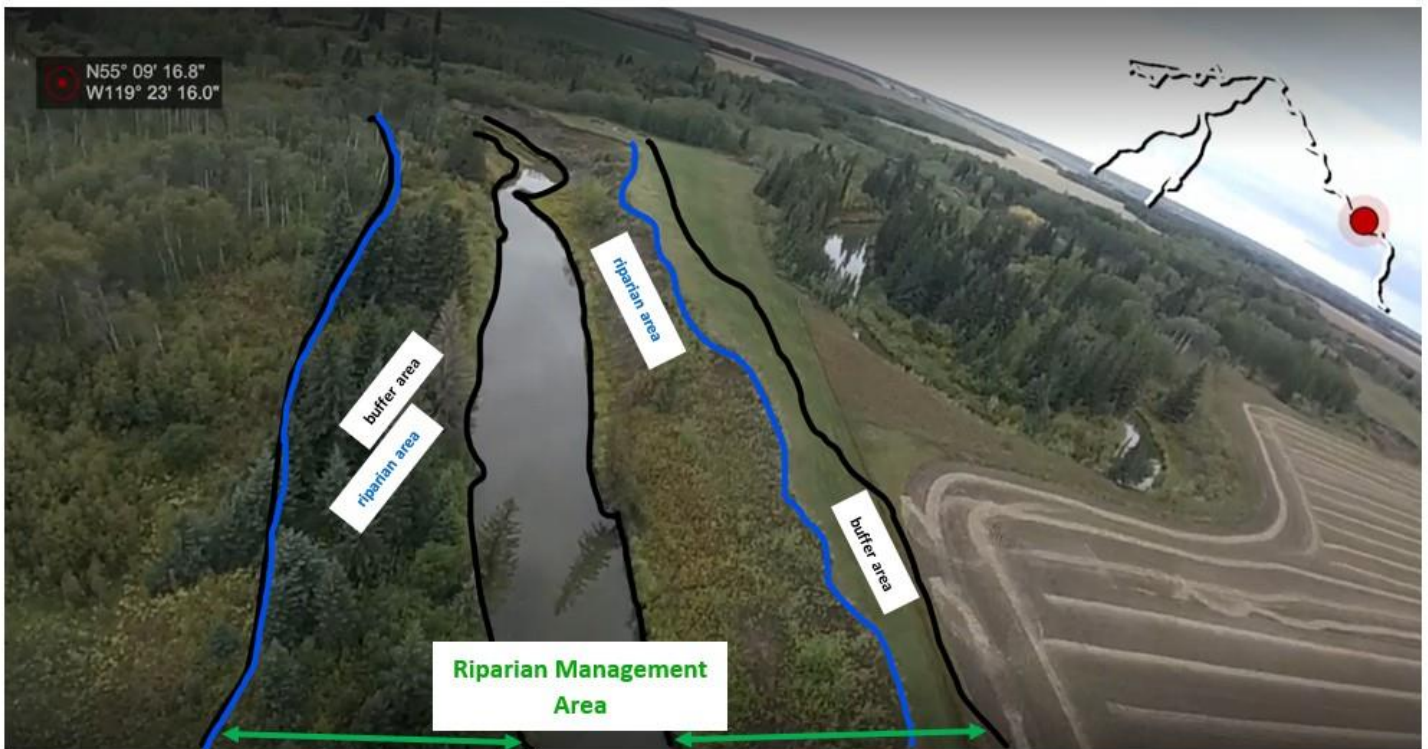 N55° 09' 16.8"
W119° 23' 16.0"
riparian area
buffer area
riparian area
buffer area
Riparian Management
Area